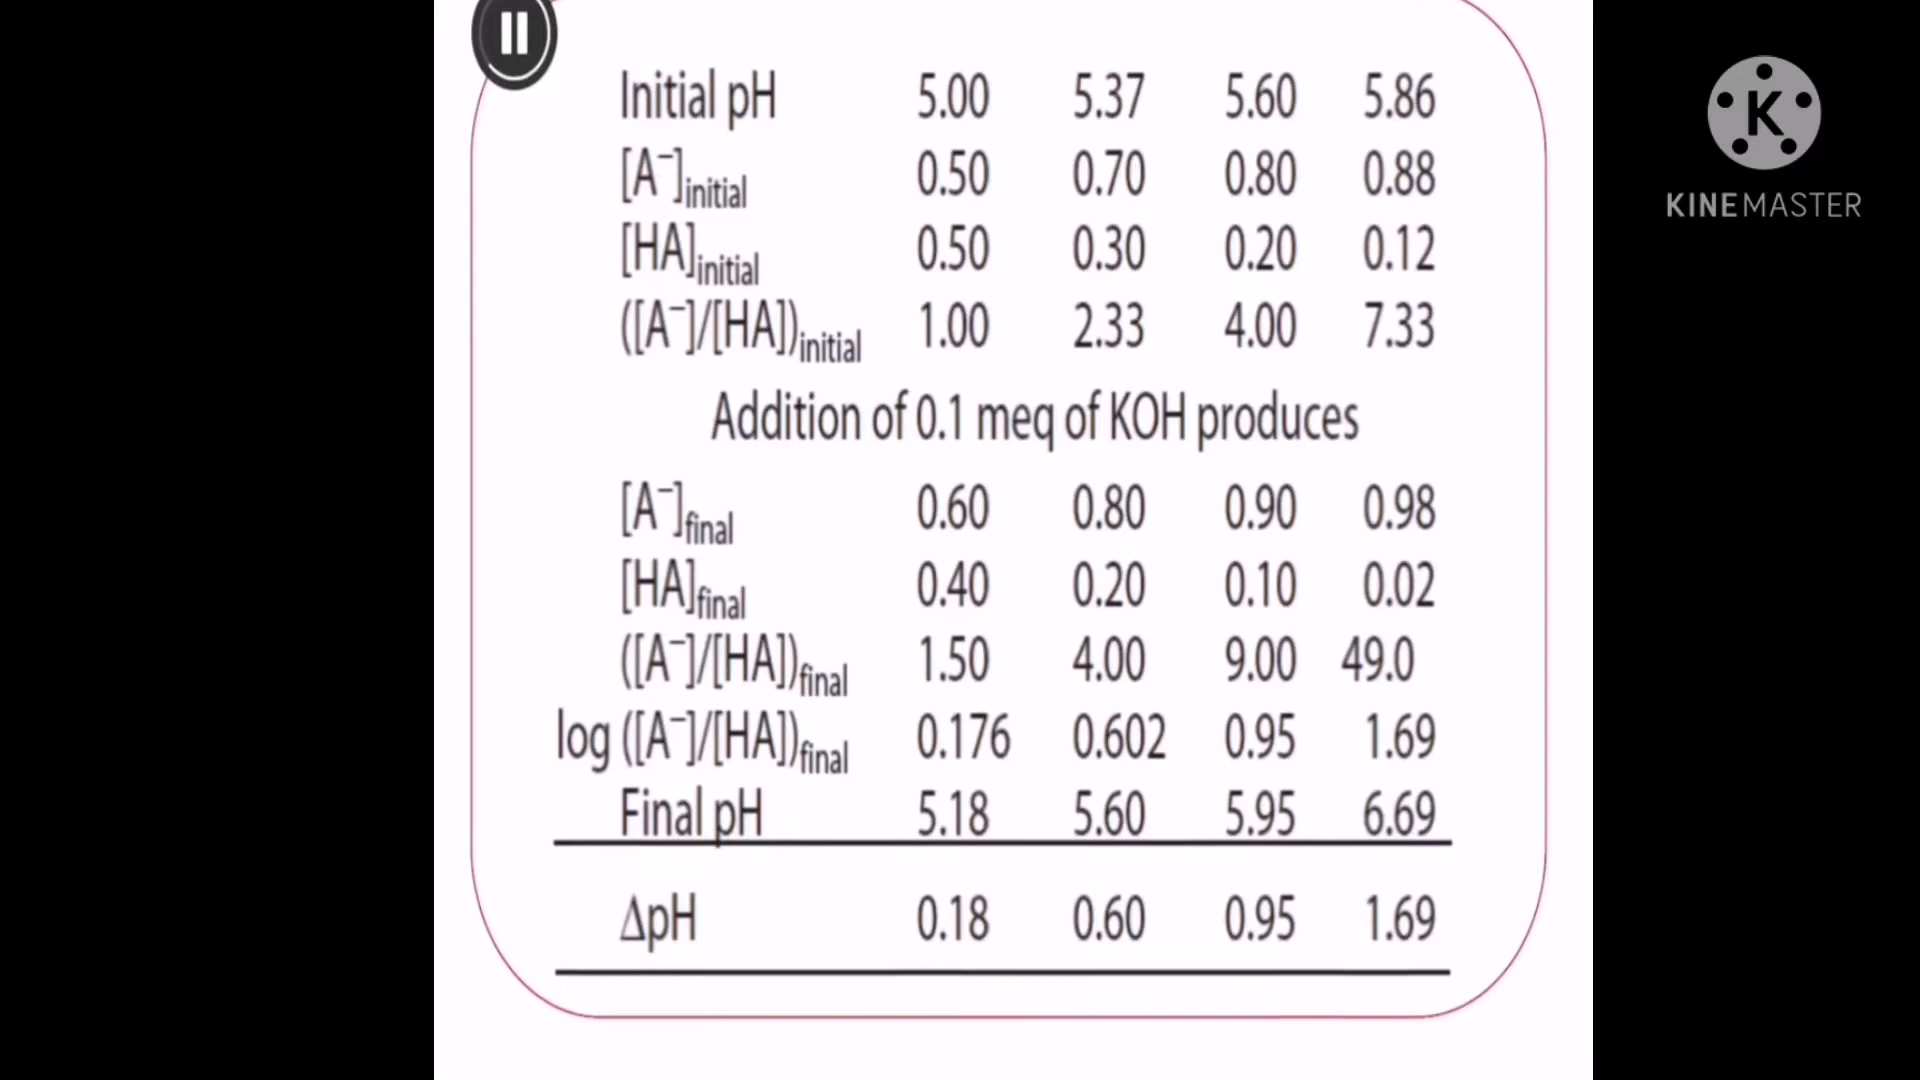 Initial pH 5.00 5.37 5.60 5.86
[A⁻]initial 0.50 0.70 0.80 0.88
[HA]initial 0.50 0.30 0.20 0.12
([A⁻]/[HA])initial 1.00 2.33 4.00 7.33
Addition of 0.1 meq of KOH produces
[A⁻]final 0.60 0.80 0.90 0.98
[HA]final 0.40 0.20 0.10 0.02
([A⁻]/[HA])final 1.50 4.00 9.00 49.0
log ([A⁻]/[HA])final 0.176 0.602 0.95 1.69
Final pH 5.18 5.60 5.95 6.69
ΔpH 0.18 0.60 0.95 1.69
K
KINEMASTER